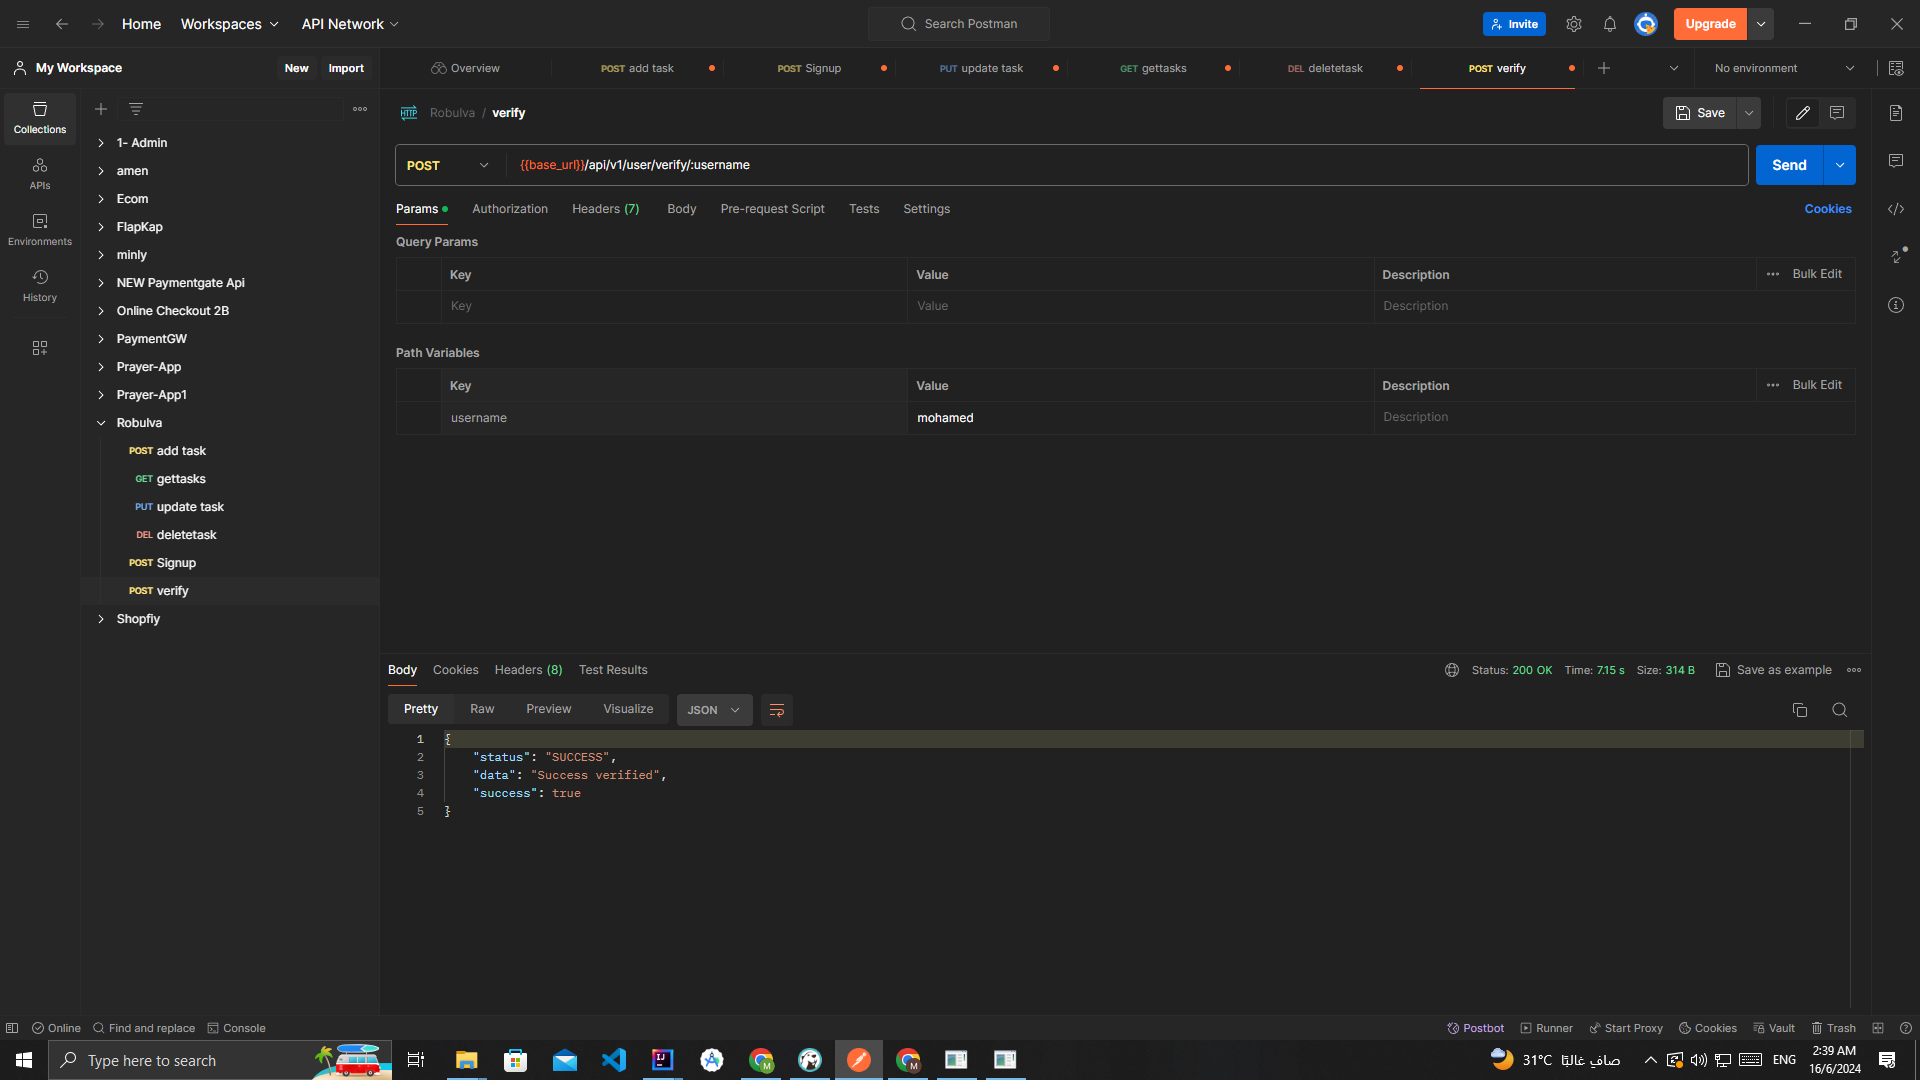 Home Workspaces API Network Search Postman Invite Upgrade
My Workspace New Import Overview POST add task POST Signup PUT update task GET gettasks DEL deletetask POST verify No environment
Collections
APIs
Environments
History
1- Admin
amen
Ecom
FlapKap
minly
NEW Paymentgate Api
Online Checkout 2B
PaymentGW
Prayer-App
Prayer-App1
Robulva
POST add task
GET gettasks
PUT update task
DEL deletetask
POST Signup
POST verify
Shopfiy
HTTP Robulva / verify Save
POST {{base_url}}/api/v1/user/verify/:username Send
Params Authorization Headers (7) Body Pre-request Script Tests Settings Cookies
Query Params
Key Value Description Bulk Edit
Key Value Description
Path Variables
Key Value Description Bulk Edit
username mohamed Description
Body Cookies Headers (8) Test Results Status: 200 OK Time: 7.15 s Size: 314 B Save as example
Pretty Raw Preview Visualize JSON
1 {
2 "status": "SUCCESS",
3 "data": "Success verified",
4 "success": true
5 }
Online Find and replace Console Postbot Runner Start Proxy Cookies Vault Trash
Type here to search 31°C صافٍ غالبًا ENG 2:39 AM
16/6/2024